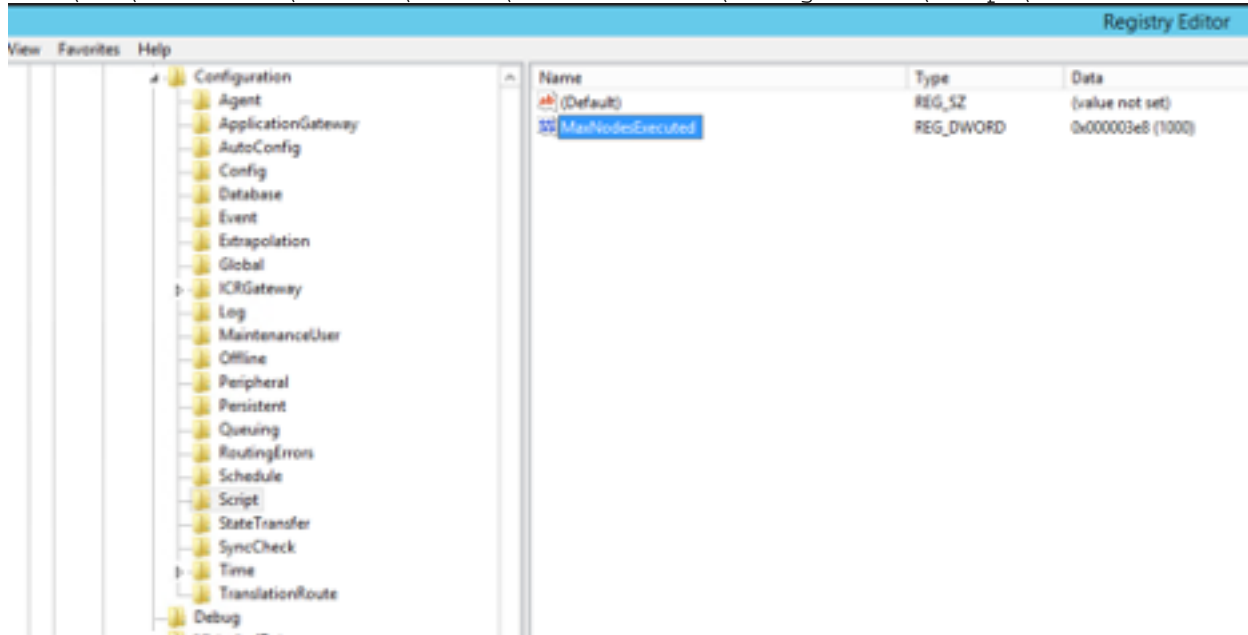 Registry Editor
View Favorites Help
Configuration
Agent
ApplicationGateway
AutoConfig
Config
Database
Event
Extrapolation
Global
ICRGateway
Log
MaintenanceUser
Offline
Peripheral
Persistent
Queuing
RoutingErrors
Schedule
Script
StateTransfer
SyncCheck
Time
TranslationRoute
Debug
Name Type Data
(Default) REG_SZ (value not set)
MaxNodesExecuted REG_DWORD 0x000003e8 (1000)